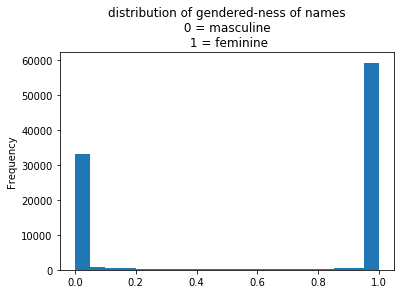 distribution of gendered-ness of names
0 = masculine
1 = feminine
60000
50000
40000
30000
20000
10000
0
Frequency
0.0 0.2 0.4 0.6 0.8 1.0